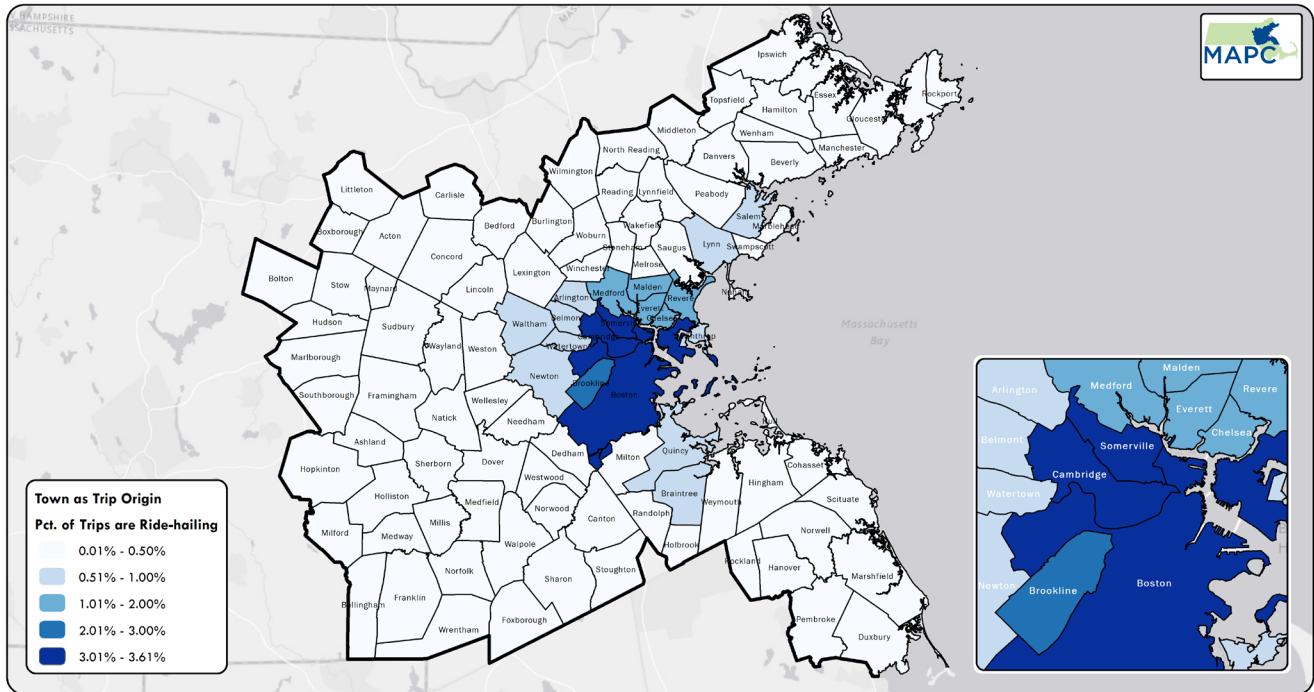 HAMPSHIRE
MAPC
Ipswich
Rockport
Essex
Topsfield
Hamilton
Gloucester
Middleton
Wenham
Manchester
North Reading
Danvers
Beverly
Wilmington
Littleton
Carlisle
Reading
Lynnfield
Peabody
Salem
Marblehead
Boxborough
Acton
Bedford
Burlington
Wakefield
Woburn
Stoneham
Saugus
Lynn
Swampscott
Concord
Lexington
Winchester
Melrose
Bolton
Stow
Maynard
Lincoln
Arlington
Medford
Malden
Revere
Everett
Chelsea
Hudson
Sudbury
Waltham
Belmont
Somerville
Cambridge
Winthrop
Massachusetts
Bay
Wayland
Weston
Watertown
Marlborough
Newton
Brookline
Boston
Southborough
Framingham
Wellesley
Natick
Needham
Hull
Ashland
Dedham
Milton
Quincy
Hopkinton
Sherborn
Dover
Westwood
Cohasset
Hingham
Holliston
Medfield
Norwood
Braintree
Weymouth
Scituate
Milford
Medway
Millis
Walpole
Canton
Randolph
Norwell
Holbrook
Norfolk
Sharon
Stoughton
Rockland
Hanover
Marshfield
Bellingham
Franklin
Wrentham
Foxborough
Pembroke
Duxbury
Town as Trip Origin
Pct. of Trips are Ride-hailing
0.01% - 0.50%
0.51% - 1.00%
1.01% - 2.00%
2.01% - 3.00%
3.01% - 3.61%
Malden
Arlington
Medford
Revere
Everett
Chelsea
Belmont
Somerville
Cambridge
Watertown
Newton
Brookline
Boston